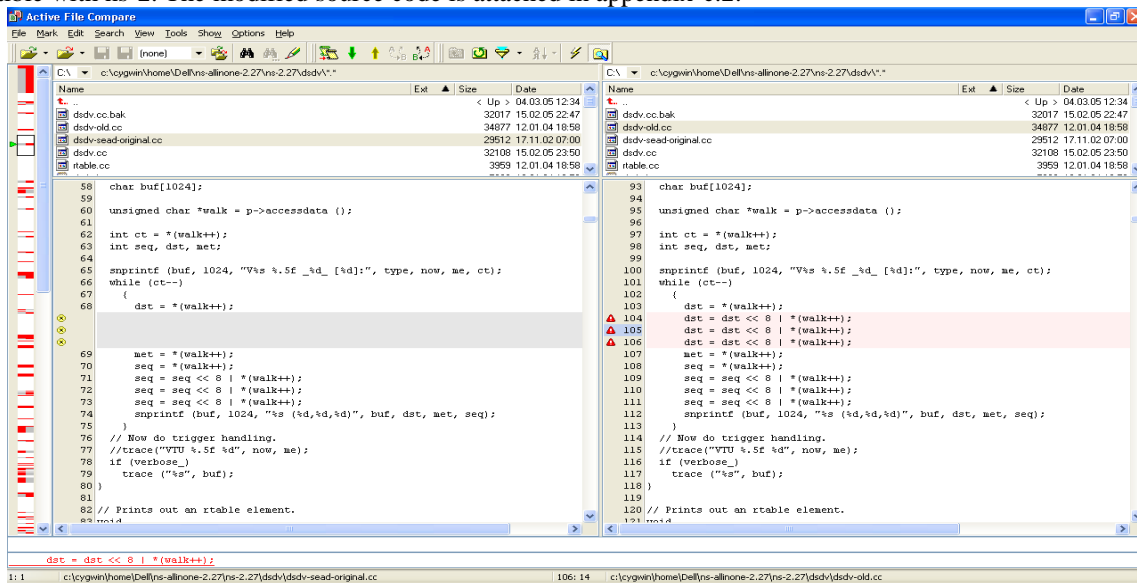 ible with ns-2. The modified source code is attached in appendix 6.2.
Active File Compare
File Mark Edit Search View Tools Show Options Help
(none)
C:\ c:\cygwin\home\Dell\ns-allinone-2.27\ns-2.27\dsdv\*.*
Name Ext Size Date
.. < Up > 04.03.05 12:34
dsdv.cc.bak 32017 15.02.05 22:47
dsdv-old.cc 34877 12.01.04 18:58
dsdv-sead-original.cc 29512 17.11.02 07:00
dsdv.cc 32108 15.02.05 23:50
rtable.cc 3959 12.01.04 18:58
58 char buf[1024];
59
60 unsigned char *walk = p->accessdata ();
61
62 int ct = *(walk++);
63 int seq, dst, met;
64
65 snprintf (buf, 1024, "V%s %.5f _%d_ [%d]:", type, now, me, ct);
66 while (ct--)
67 {
68 dst = *(walk++);
69 met = *(walk++);
70 seq = *(walk++);
71 seq = seq << 8 | *(walk++);
72 seq = seq << 8 | *(walk++);
73 seq = seq << 8 | *(walk++);
74 snprintf (buf, 1024, "%s (%d,%d,%d)", buf, dst, met, seq);
75 }
76 // Now do trigger handling.
77 //trace("VTU %.5f %d", now, me);
78 if (verbose_)
79 trace ("%s", buf);
80 }
81
82 // Prints out an rtable element.
83 void
C:\ c:\cygwin\home\Dell\ns-allinone-2.27\ns-2.27\dsdv\*.*
Name Ext Size Date
.. < Up > 04.03.05 12:34
dsdv.cc.bak 32017 15.02.05 22:47
dsdv-old.cc 34877 12.01.04 18:58
dsdv-sead-original.cc 29512 17.11.02 07:00
dsdv.cc 32108 15.02.05 23:50
rtable.cc 3959 12.01.04 18:58
93 char buf[1024];
94
95 unsigned char *walk = p->accessdata ();
96
97 int ct = *(walk++);
98 int seq, dst, met;
99
100 snprintf (buf, 1024, "V%s %.5f _%d_ [%d]:", type, now, me, ct);
101 while (ct--)
102 {
103 dst = *(walk++);
104 dst = dst << 8 | *(walk++);
105 dst = dst << 8 | *(walk++);
106 dst = dst << 8 | *(walk++);
107 met = *(walk++);
108 seq = *(walk++);
109 seq = seq << 8 | *(walk++);
110 seq = seq << 8 | *(walk++);
111 seq = seq << 8 | *(walk++);
112 snprintf (buf, 1024, "%s (%d,%d,%d)", buf, dst, met, seq);
113 }
114 // Now do trigger handling.
115 //trace("VTU %.5f %d", now, me);
116 if (verbose_)
117 trace ("%s", buf);
118 }
119
120 // Prints out an rtable element.
121 void
dst = dst << 8 | *(walk++);
1: 1 c:\cygwin\home\Dell\ns-allinone-2.27\ns-2.27\dsdv\dsdv-sead-original.cc 106: 14 c:\cygwin\home\Dell\ns-allinone-2.27\ns-2.27\dsdv\dsdv-old.cc